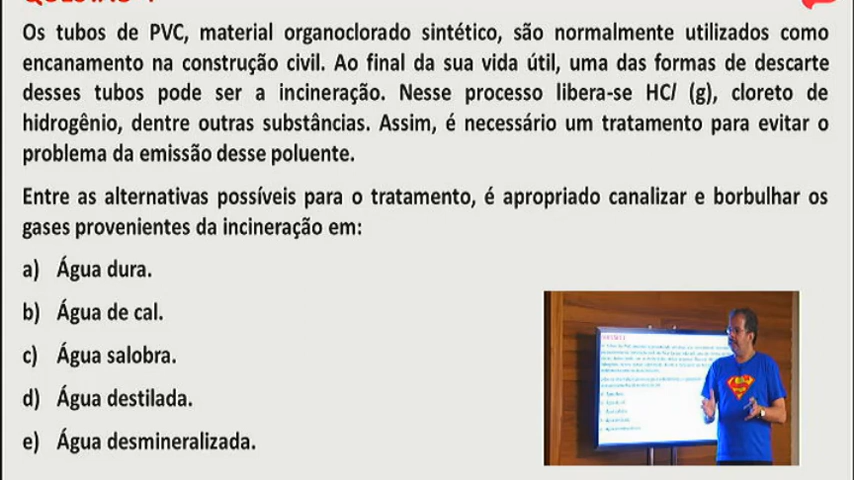 Os tubos de PVC, material organoclorado sintético, são normalmente utilizados como
encanamento na construção civil. Ao final da sua vida útil, uma das formas de descarte
desses tubos pode ser a incineração. Nesse processo libera-se HCl (g), cloreto de
hidrogênio, dentre outras substâncias. Assim, é necessário um tratamento para evitar o
problema da emissão desse poluente.
Entre as alternativas possíveis para o tratamento, é apropriado canalizar e borbulhar os
gases provenientes da incineração em:
a) Água dura.
b) Água de cal.
c) Água salobra.
d) Água destilada.
e) Água desmineralizada.